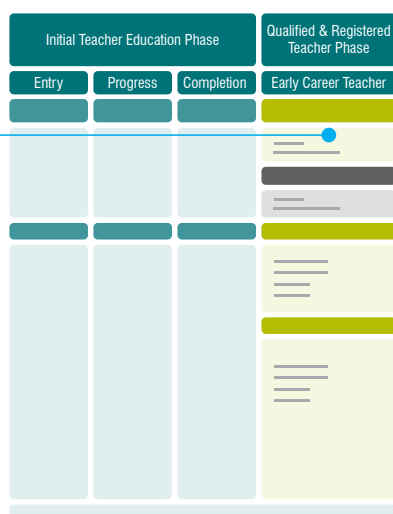 Initial Teacher Education Phase
Qualified & Registered
Teacher Phase
Entry
Progress
Completion
Early Career Teacher